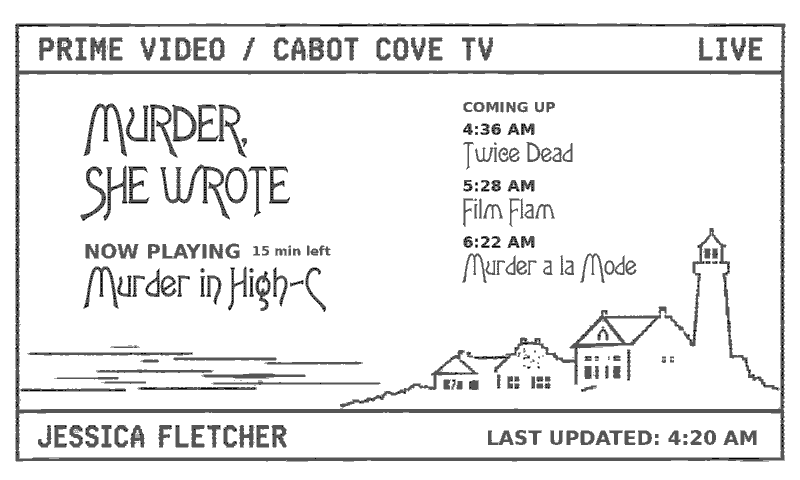 PRIME VIDEO / CABOT COVE TV
LIVE
MURDER,
SHE WROTE
NOW PLAYING 15 min left
Murder in High-C
COMING UP
4:36 AM
Twice Dead
5:28 AM
Film Flam
6:22 AM
Murder a la Mode
JESSICA FLETCHER
LAST UPDATED: 4:20 AM